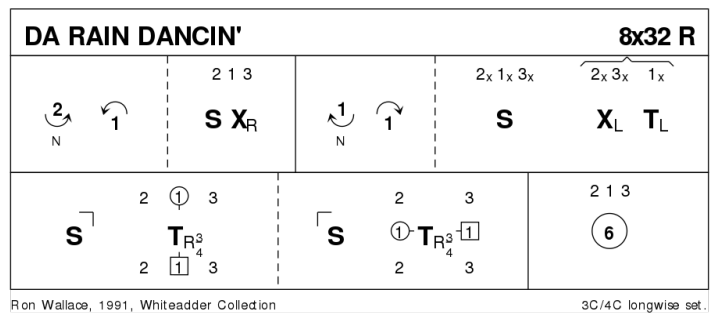 DA RAIN DANCIN' 8x32 R
2 1 3 2x 1x 3x 2x 3x 1x
2 1 S XR 1 1 S XL TL
N N
2 1 3 2 3 2 1 3
S TR 3/4 S 1 TR 3/4 1 6
2 1 3 2 3
Ron Wallace, 1991, Whiteadder Collection 3C/4C longwise set.